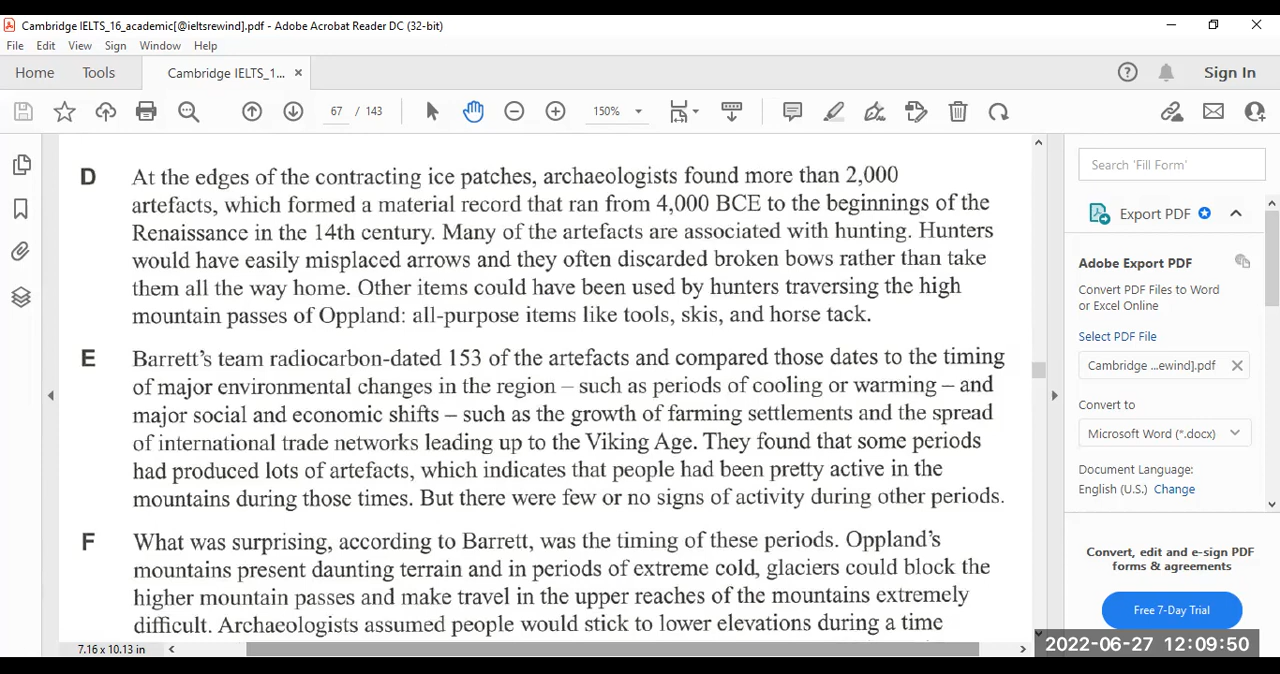 Cambridge IELTS_16_academic[@ieltsrewind].pdf - Adobe Acrobat Reader DC (32-bit)
File Edit View Sign Window Help
Home Tools Cambridge IELTS_1... × Sign In
67 / 143 150%
D At the edges of the contracting ice patches, archaeologists found more than 2,000
artefacts, which formed a material record that ran from 4,000 BCE to the beginnings of the
Renaissance in the 14th century. Many of the artefacts are associated with hunting. Hunters
would have easily misplaced arrows and they often discarded broken bows rather than take
them all the way home. Other items could have been used by hunters traversing the high
mountain passes of Oppland: all-purpose items like tools, skis, and horse tack.
E Barrett's team radiocarbon-dated 153 of the artefacts and compared those dates to the timing
of major environmental changes in the region – such as periods of cooling or warming – and
major social and economic shifts – such as the growth of farming settlements and the spread
of international trade networks leading up to the Viking Age. They found that some periods
had produced lots of artefacts, which indicates that people had been pretty active in the
mountains during those times. But there were few or no signs of activity during other periods.
F What was surprising, according to Barrett, was the timing of these periods. Oppland's
mountains present daunting terrain and in periods of extreme cold, glaciers could block the
higher mountain passes and make travel in the upper reaches of the mountains extremely
difficult. Archaeologists assumed people would stick to lower elevations during a time
7.16 x 10.13 in
Search 'Fill Form'
Export PDF
Adobe Export PDF
Convert PDF Files to Word
or Excel Online
Select PDF File
Cambridge ...ewind].pdf
Convert to
Microsoft Word (*.docx)
Document Language:
English (U.S.) Change
Convert, edit and e-sign PDF
forms & agreements
Free 7-Day Trial
2022-06-27 12:09:50